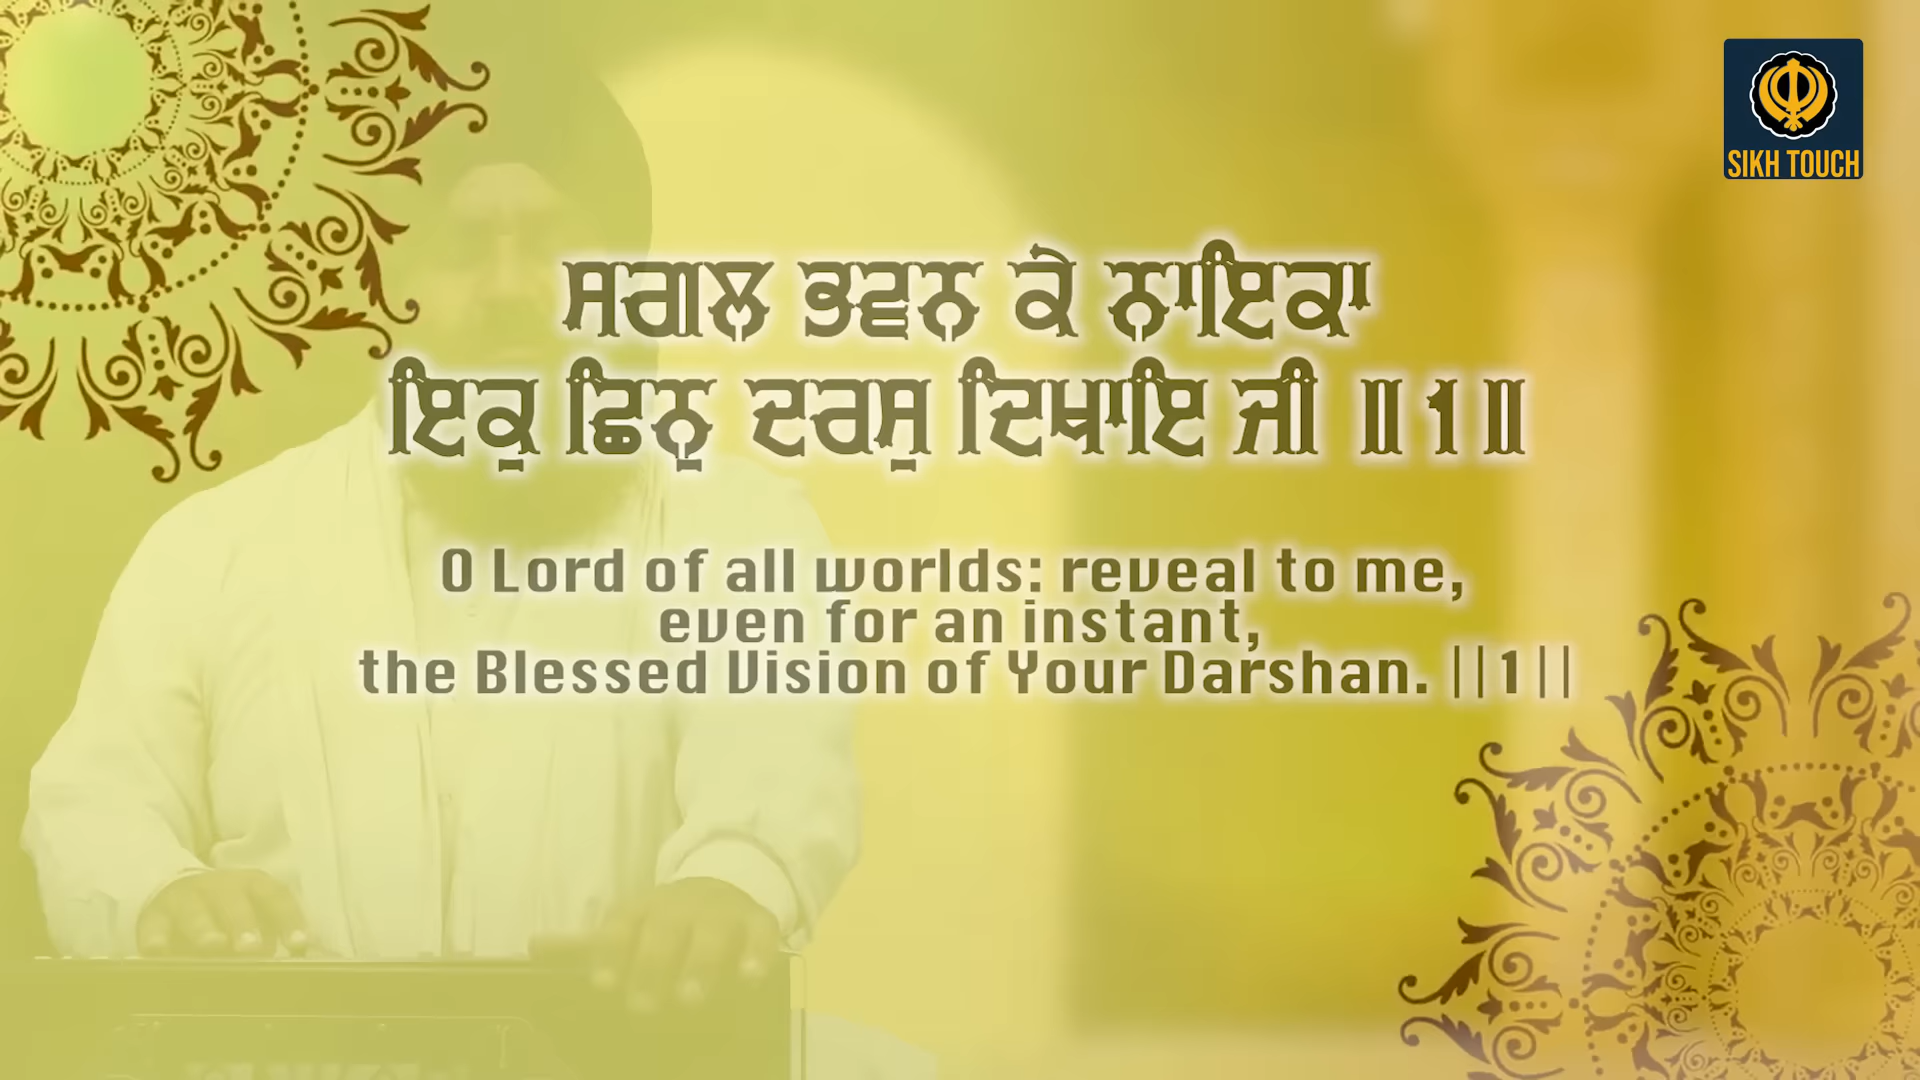 SIKH TOUCH
ਸਗਲ ਭਵਨ ਕੇ ਨਾਇਕਾ
ਇਕੁ ਛਿਨੁ ਦਰਸੁ ਦਿਖਾਇ ਜੀ ॥1॥
O Lord of all worlds: reveal to me,
even for an instant,
the Blessed Vision of Your Darshan. ||1||